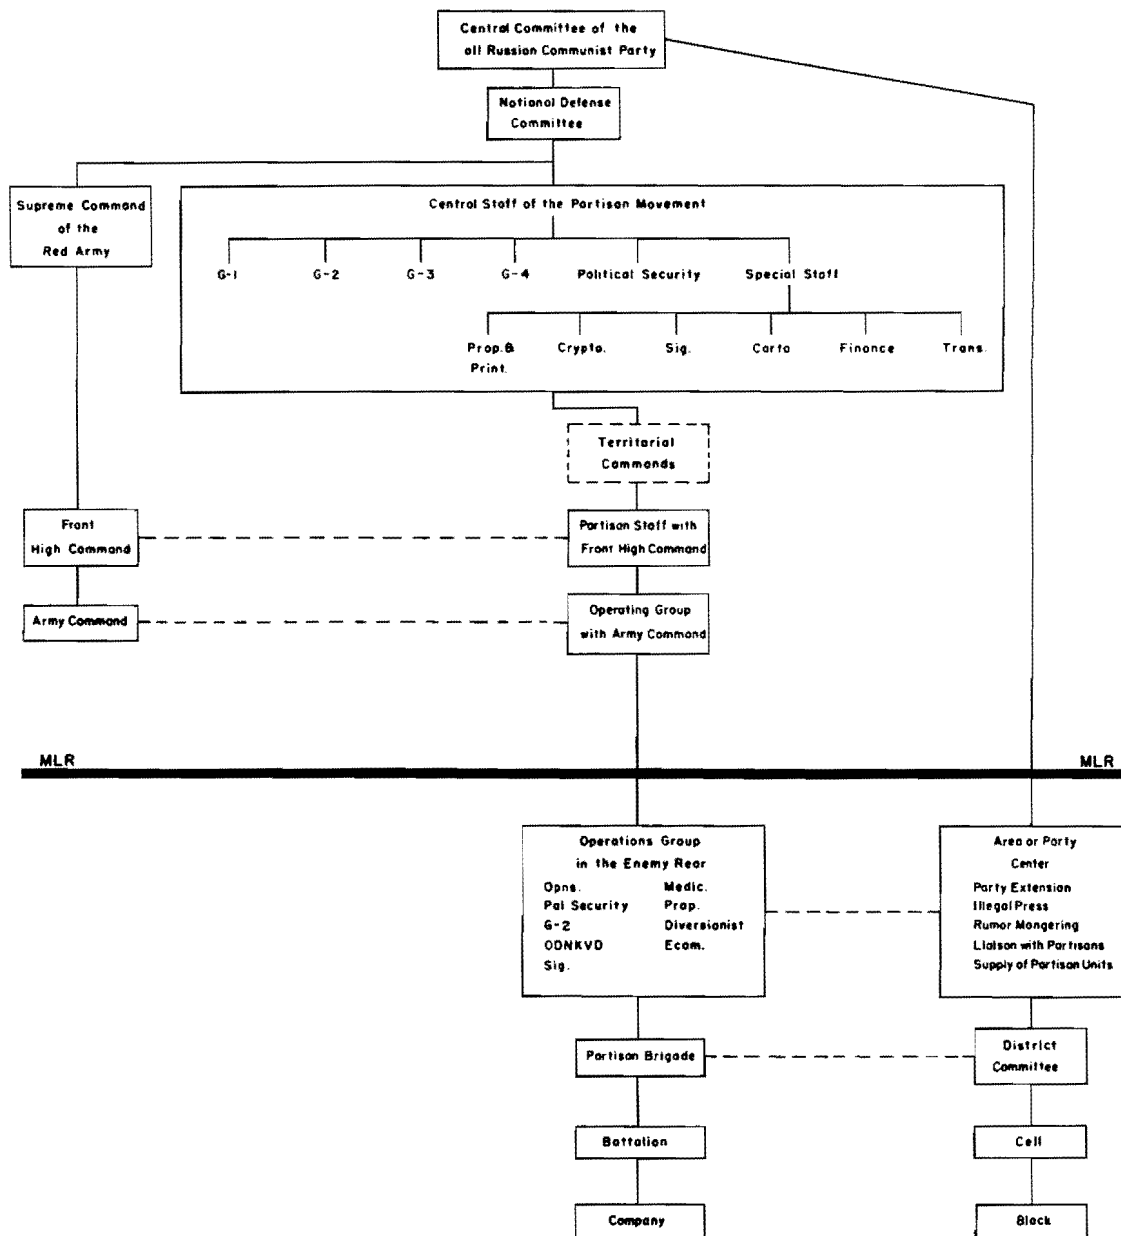 Central Committee of the
all Russian Communist Party
National Defense
Committee
Supreme Command
of the
Red Army
Central Staff of the Partisan Movement
G-1 G-2 G-3 G-4 Political Security Special Staff
Prop.& Crypto. Sig. Carto Finance Trans.
Print.
Territorial
Commands
Front
High Command
Partisan Staff with
Front High Command
Army Command
Operating Group
with Army Command
MLR MLR
Operations Group
in the Enemy Rear
Opns. Medic.
Pol Security Prop.
G-2 Diversionist
ODNKVD Econ.
Sig.
Area or Party
Center
Party Extension
Illegal Press
Rumor Mongering
Liaison with Partisans
Supply of Partisan Units
Partisan Brigade
District
Committee
Battalion Cell
Company Block